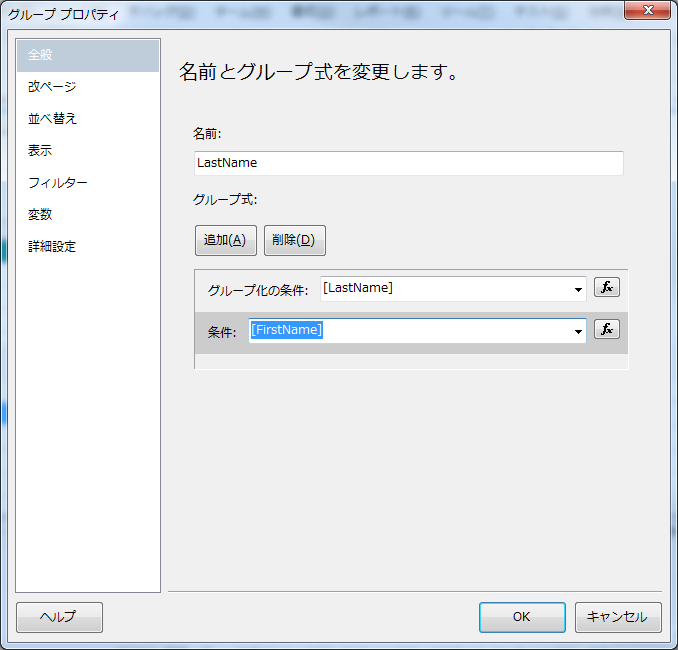 グループ プロパティ
全般
改ページ
並べ替え
表示
フィルター
変数
詳細設定
名前とグループ式を変更します。
名前:
LastName
グループ式:
追加(A) 削除(D)
グループ化の条件: [LastName] fx
条件: [FirstName] fx
ヘルプ OK キャンセル